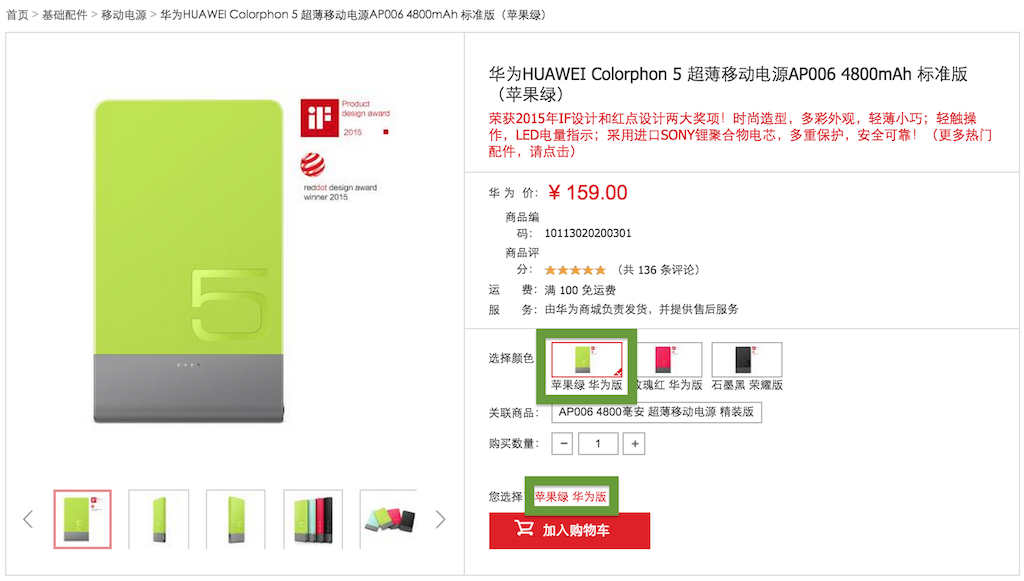 首页 > 基础配件 > 移动电源 > 华为HUAWEI Colorphon 5 超薄移动电源AP006 4800mAh 标准版（苹果绿）
iF
Product
design award
2015
reddot design award
winner 2015
5
华为HUAWEI Colorphon 5 超薄移动电源AP006 4800mAh 标准版
（苹果绿）
荣获2015年IF设计和红点设计两大奖项！时尚造型，多彩外观，轻薄小巧；轻触操
作，LED电量指示；采用进口SONY锂聚合物电芯，多重保护，安全可靠！（更多热门
配件，请点击）
华 为 价： ¥ 159.00
商品编
码： 10113020200301
商品评
分： （共 136 条评论）
运 费： 满 100 免运费
服 务： 由华为商城负责发货，并提供售后服务
选择颜色
苹果绿 华为版 玫瑰红 华为版 石墨黑 荣耀版
关联商品： AP006 4800毫安 超薄移动电源 精装版
购买数量： − 1 +
您选择 苹果绿 华为版
加入购物车